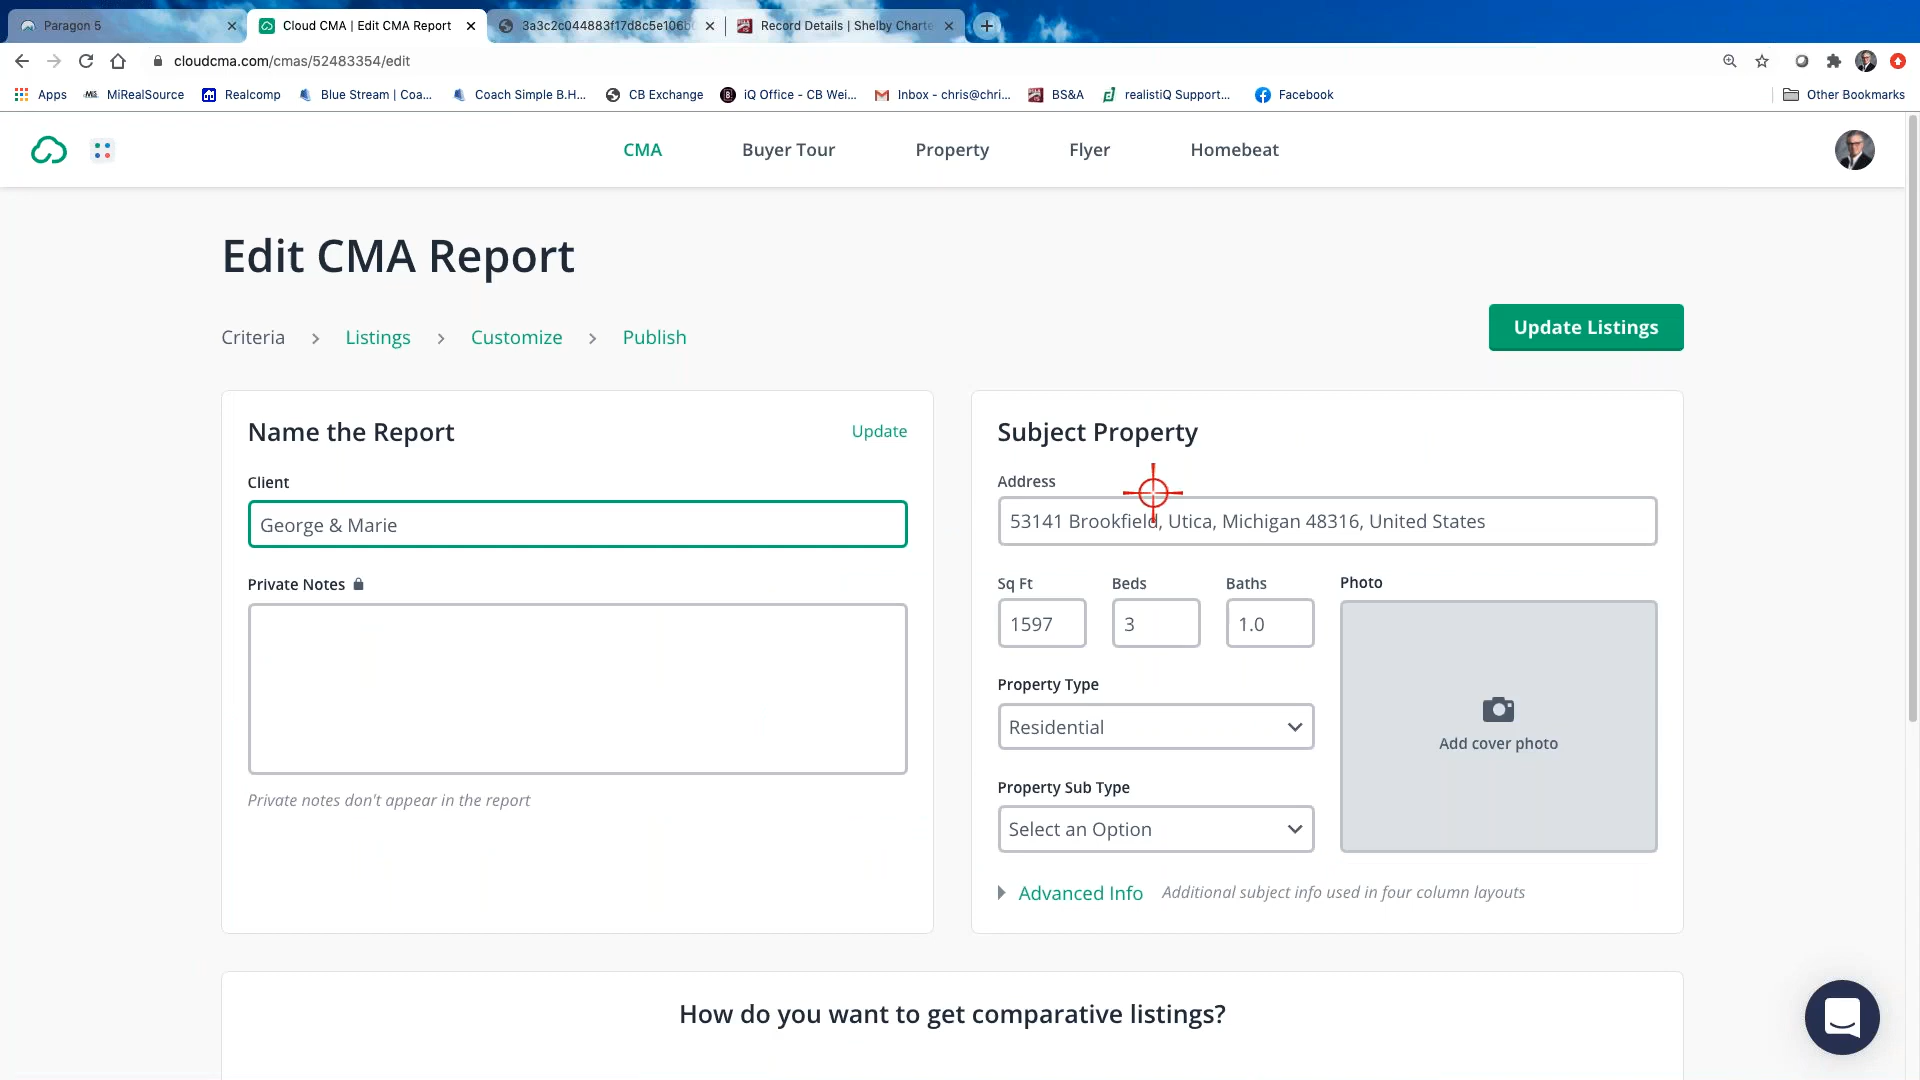 Paragon 5
Cloud CMA | Edit CMA Report
Record Details | Shelby Charte
cloudcma.com/cmas/52483354/edit
Apps
MiRealSource
Realcomp
Blue Stream | Coa...
Coach Simple B.H...
CB Exchange
iQ Office - CB Wei...
Inbox - chris@chri...
BS&A
realistiQ Support...
Facebook
Other Bookmarks
CMA
Buyer Tour
Property
Flyer
Homebeat
Edit CMA Report
Criteria > Listings > Customize > Publish
Update Listings
Name the Report
Update
Client
George & Marie
Private Notes
Private notes don't appear in the report
Subject Property
Address
53141 Brookfield, Utica, Michigan 48316, United States
Sq Ft
Beds
Baths
Photo
1597
3
1.0
Property Type
Residential
Add cover photo
Property Sub Type
Select an Option
Advanced Info
Additional subject info used in four column layouts
How do you want to get comparative listings?